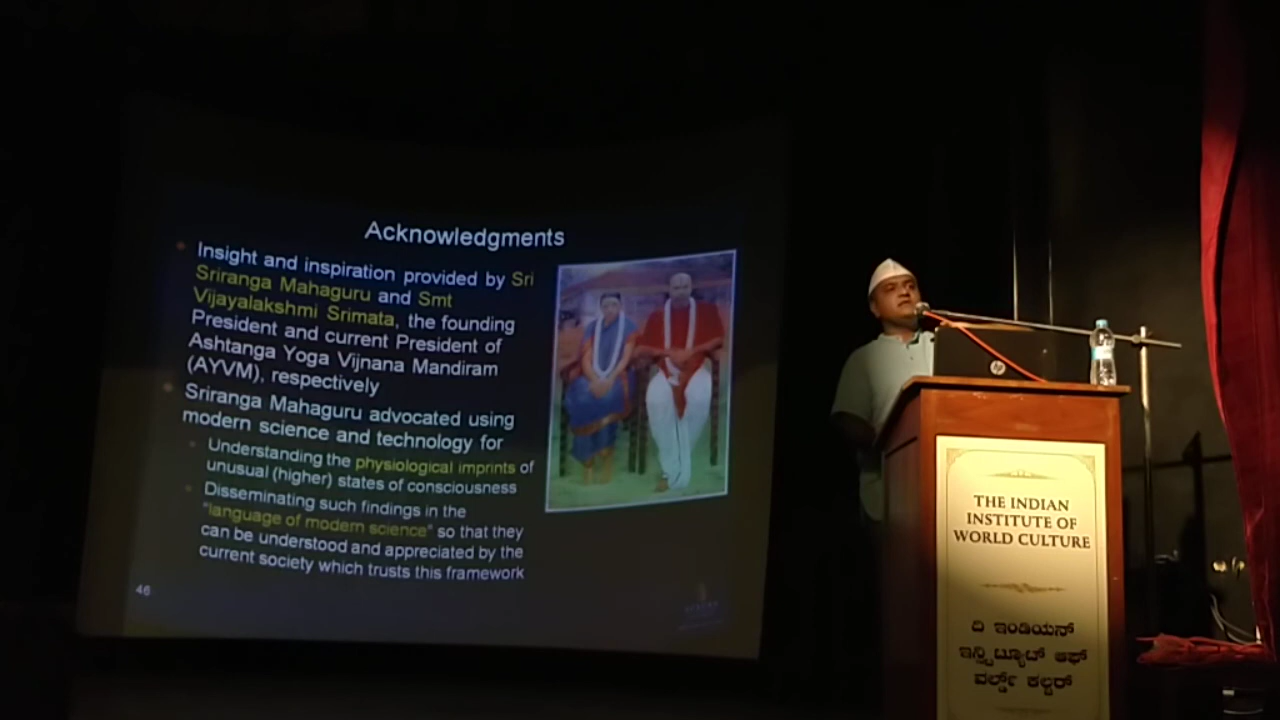 Acknowledgments
Insight and inspiration provided by Sri
Sriranga Mahaguru and Smt
Vijayalakshmi Srimata, the founding
President and current President of
Ashtanga Yoga Vijnana Mandiram
(AYVM), respectively
Sriranga Mahaguru advocated using
modern science and technology for
Understanding the physiological imprints of
unusual (higher) states of consciousness
Disseminating such findings in the
"language of modern science" so that they
can be understood and appreciated by the
current society which trusts this framework
46
THE INDIAN
INSTITUTE OF
WORLD CULTURE
ದಿ ಇಂಡಿಯನ್
ಇನ್ಸ್ಟಿಟ್ಯೂಟ್ ಆಫ್
ವರ್ಲ್ಡ್ ಕಲ್ಚರ್